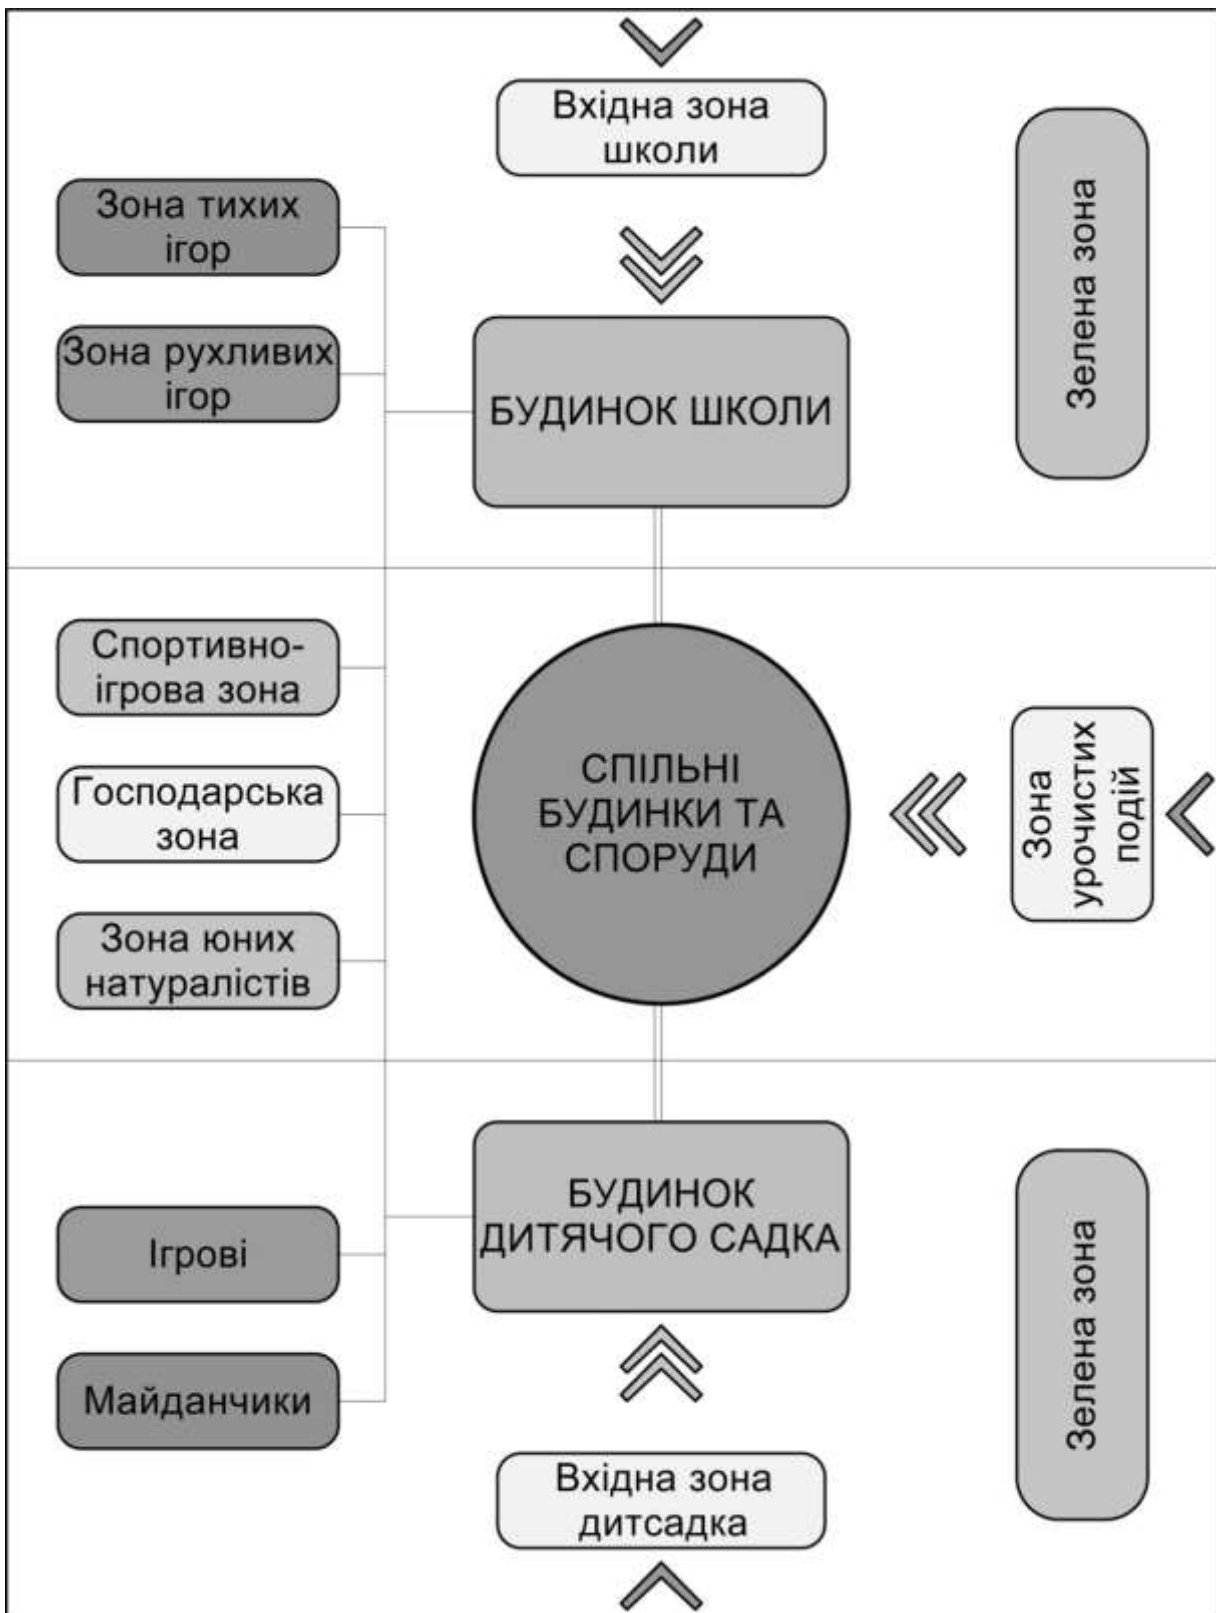 Вхідна зона
школи
Зона тихих
ігор
Зона рухливих
ігор
БУДИНОК ШКОЛИ
Зелена зона
Спортивно-
ігрова зона
Господарська
зона
Зона юних
натуралістів
СПІЛЬНІ
БУДИНКИ ТА
СПОРУДИ
Зона
урочистих
подій
БУДИНОК
ДИТЯЧОГО САДКА
Ігрові
Майданчики
Зелена зона
Вхідна зона
дитсадка